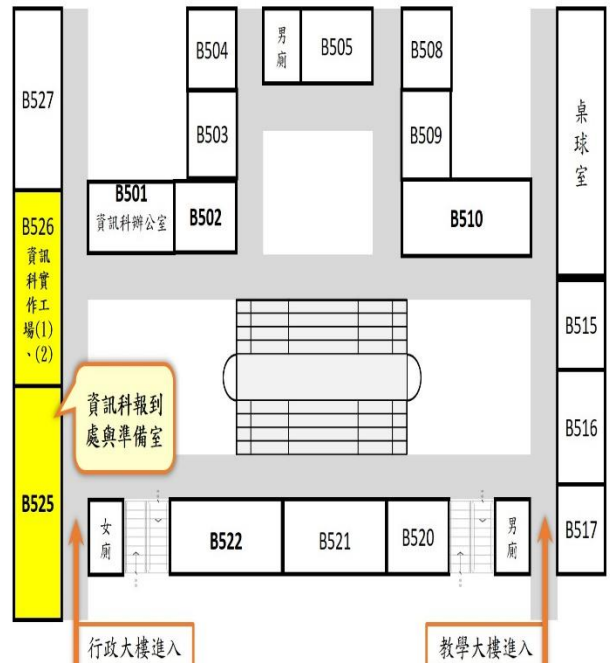 B527
B504
男廁
B505
B508
桌球室
B503
B509
B501
資訊科辦公室
B502
B510
B526
資訊
科實
作工
場(1)
、(2)
B515
資訊科報到
處與準備室
B516
B525
女廁
B522
B521
B520
男廁
B517
行政大樓進入
教學大樓進入